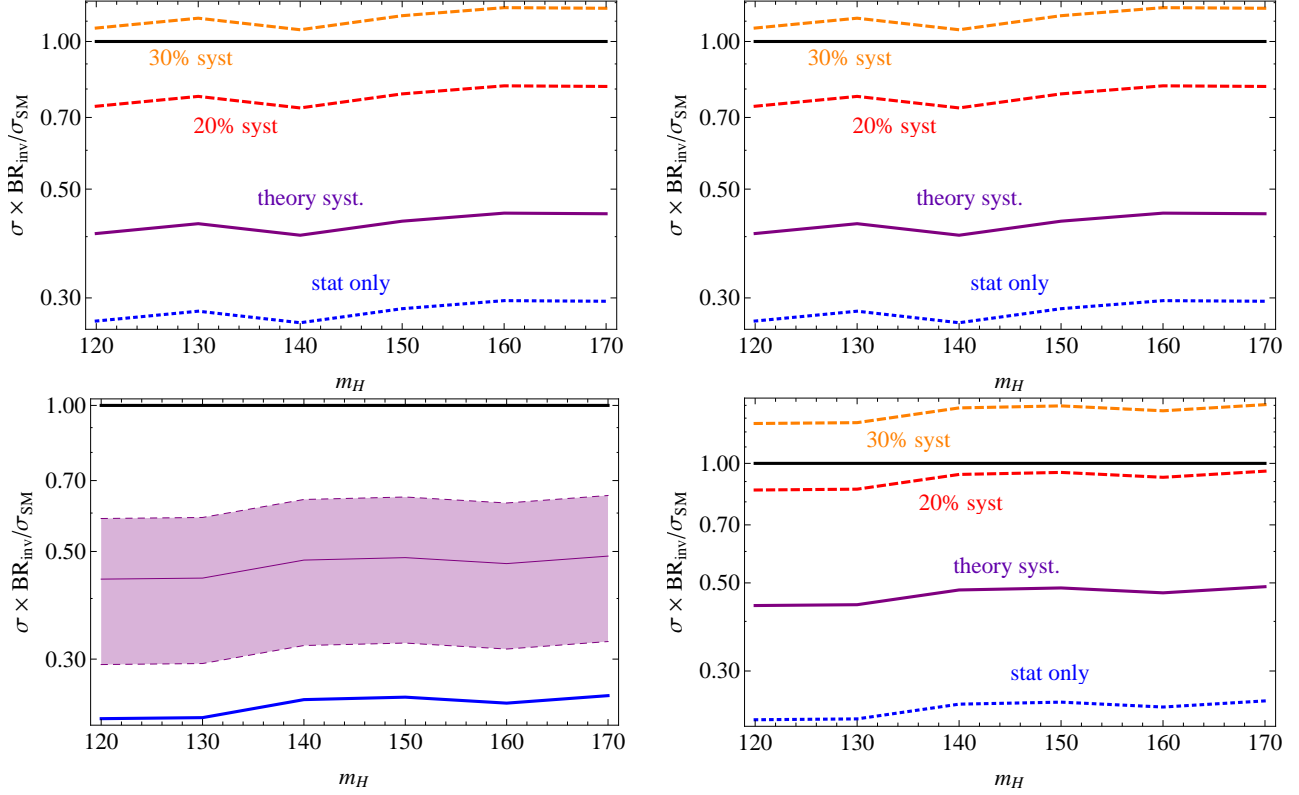 1.00
30% syst
0.70
20% syst
0.50
theory syst.
0.30
stat only
120 130 140 150 160 170
m_H
σ × BR_inv/σ_SM
1.00
30% syst
0.70
20% syst
0.50
theory syst.
0.30
stat only
120 130 140 150 160 170
m_H
σ × BR_inv/σ_SM
1.00
0.70
0.50
0.30
120 130 140 150 160 170
m_H
σ × BR_inv/σ_SM
30% syst
1.00
20% syst
0.70
theory syst.
0.50
0.30
stat only
120 130 140 150 160 170
m_H
σ × BR_inv/σ_SM